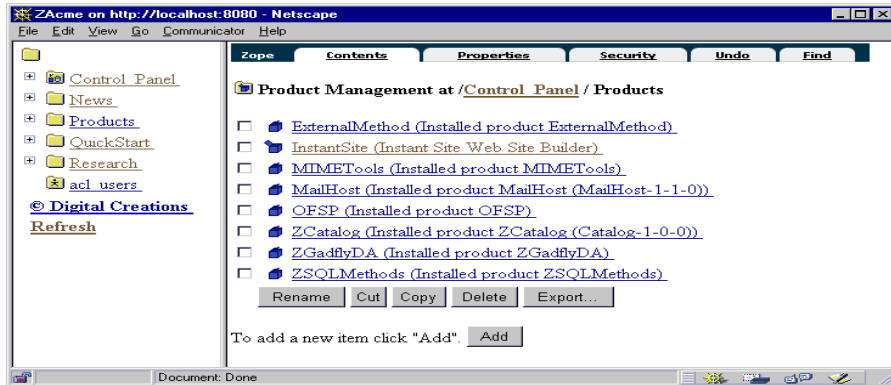 ZAcme on http://localhost:8080 - Netscape
File Edit View Go Communicator Help
Zope Contents Properties Security Undo Find
Control_Panel
News
Products
QuickStart
Research
acl_users
© Digital Creations
Refresh
Product Management at /Control_Panel / Products
ExternalMethod (Installed product ExternalMethod)
InstantSite (Instant Site Web Site Builder)
MIMETools (Installed product MIMETools)
MailHost (Installed product MailHost (MailHost-1-1-0))
OFSP (Installed product OFSP)
ZCatalog (Installed product ZCatalog (Catalog-1-0-0))
ZGadflyDA (Installed product ZGadflyDA)
ZSQLMethods (Installed product ZSQLMethods)
Rename Cut Copy Delete Export...
To add a new item click "Add". Add
Document: Done